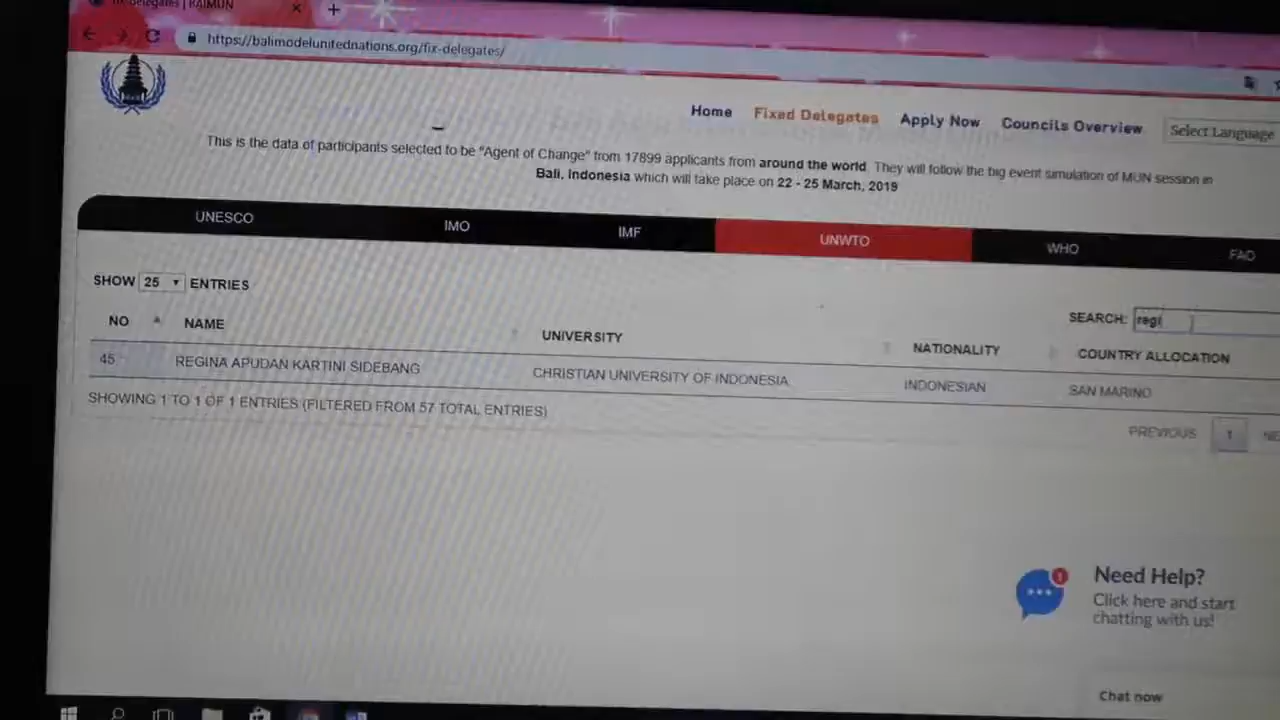 fix-delegates | BAIMUN
https://balimodelunitednations.org/fix-delegates/
Home Fixed Delegates Apply Now Councils Overview Select Language
This is the data of participants selected to be "Agent of Change" from 17899 applicants from around the world. They will follow the big event simulation of MUN session in
Bali, Indonesia which will take place on 22 - 25 March, 2019
UNESCO IMO IMF UNWTO WHO FAO
SHOW 25 ENTRIES
SEARCH: regi
NO NAME UNIVERSITY NATIONALITY COUNTRY ALLOCATION
45 REGINA APUDAN KARTINI SIDEBANG CHRISTIAN UNIVERSITY OF INDONESIA INDONESIAN SAN MARINO
SHOWING 1 TO 1 OF 1 ENTRIES (FILTERED FROM 57 TOTAL ENTRIES)
PREVIOUS 1 NE
1
Need Help?
Click here and start
chatting with us!
Chat now